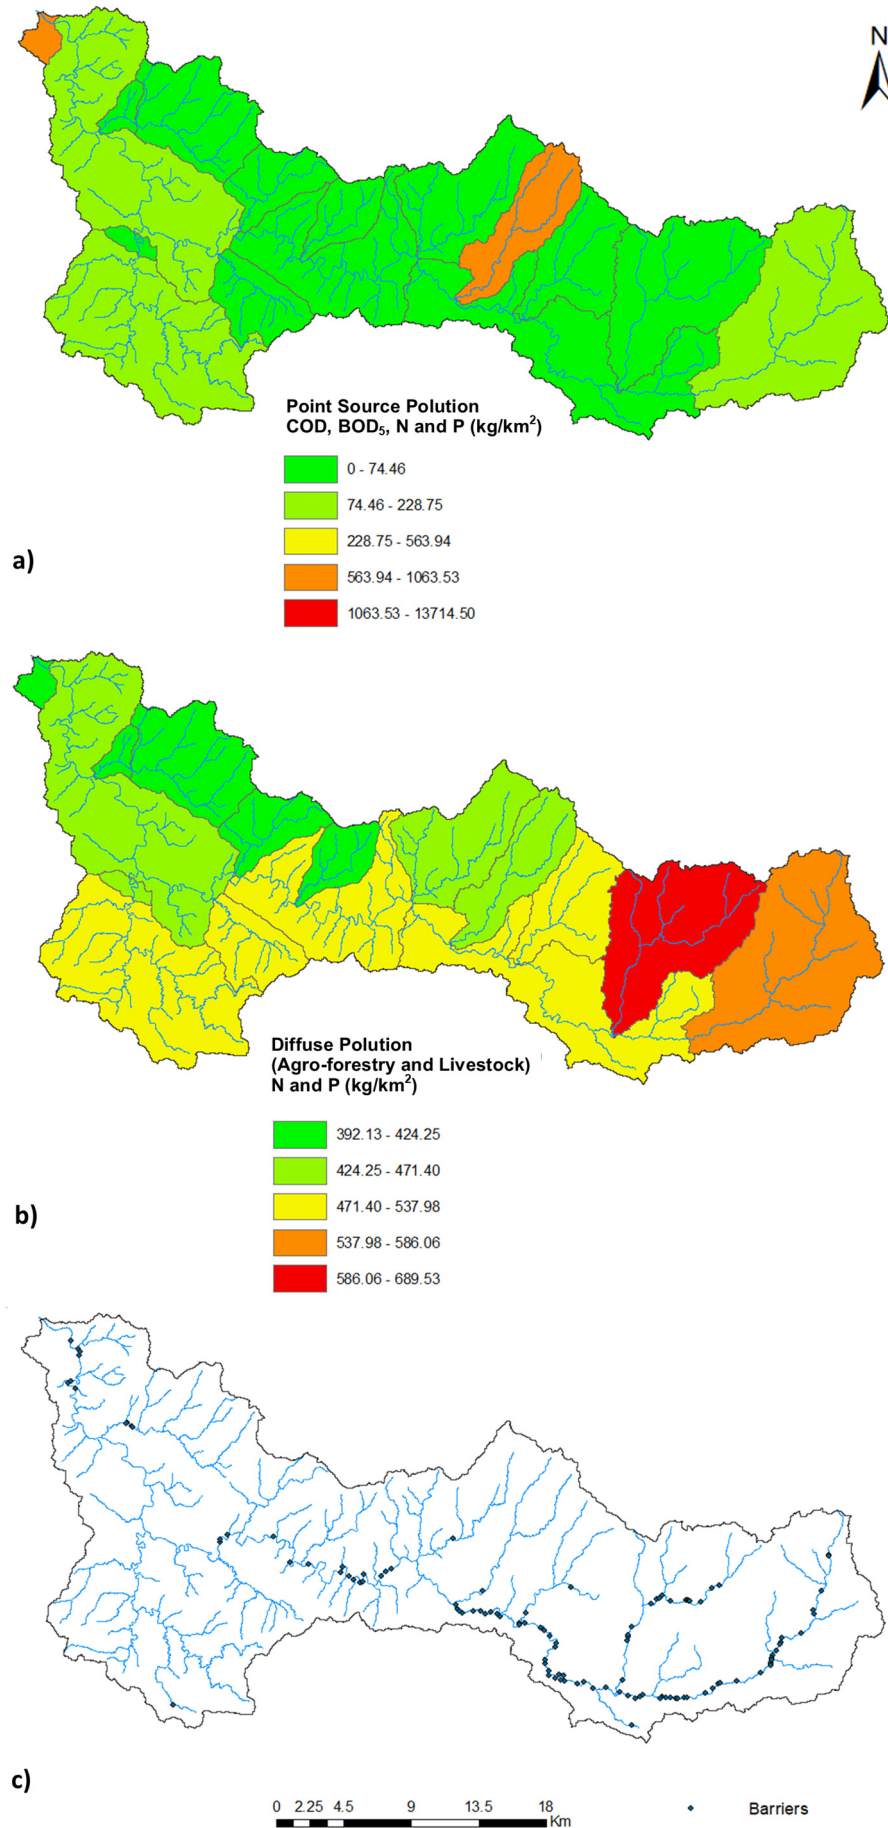 N
Point Source Polution
COD, BOD₅, N and P (kg/km²)
0 - 74.46
74.46 - 228.75
228.75 - 563.94
563.94 - 1063.53
1063.53 - 13714.50
a)
Diffuse Polution
(Agro-forestry and Livestock)
N and P (kg/km²)
392.13 - 424.25
424.25 - 471.40
471.40 - 537.98
537.98 - 586.06
586.06 - 689.53
b)
c)
0 2.25 4.5 9 13.5 18
Km
Barriers